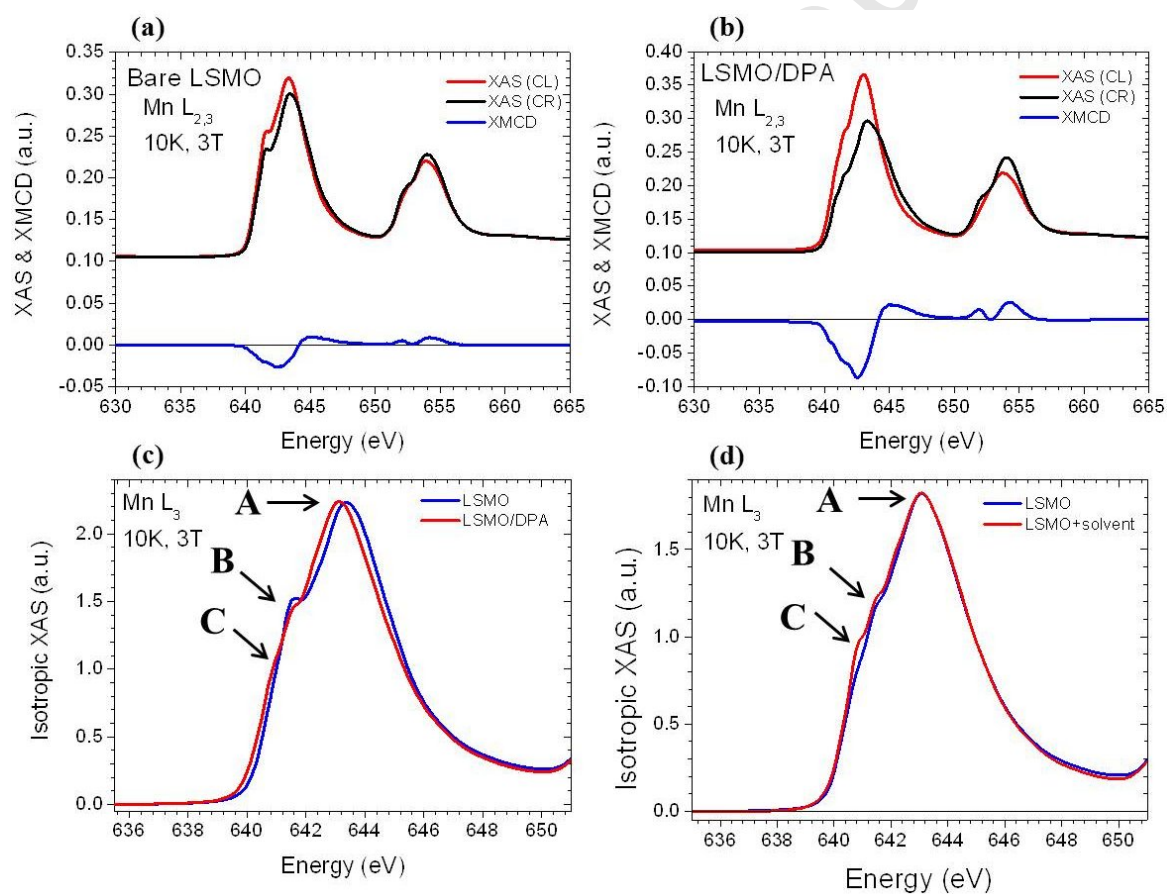 (a)
Bare LSMO
Mn L2,3
10K, 3T
XAS (CL)
XAS (CR)
XMCD
XAS & XMCD (a.u.)
0.35
0.30
0.25
0.20
0.15
0.10
0.05
0.00
-0.05
630 635 640 645 650 655 660 665
Energy (eV)
(b)
LSMO/DPA
Mn L2,3
10K, 3T
XAS (CL)
XAS (CR)
XMCD
XAS & XMCD (a.u.)
0.40
0.35
0.30
0.25
0.20
0.15
0.10
0.05
0.00
-0.05
-0.10
630 635 640 645 650 655 660 665
Energy (eV)
(c)
Mn L3
10K, 3T
A
B
C
LSMO
LSMO/DPA
Isotropic XAS (a.u.)
2.0
1.5
1.0
0.5
0.0
636 638 640 642 644 646 648 650
Energy (eV)
(d)
Mn L3
10K, 3T
A
B
C
LSMO
LSMO+solvent
Isotropic XAS (a.u.)
1.5
1.0
0.5
0.0
636 638 640 642 644 646 648 650
Energy (eV)